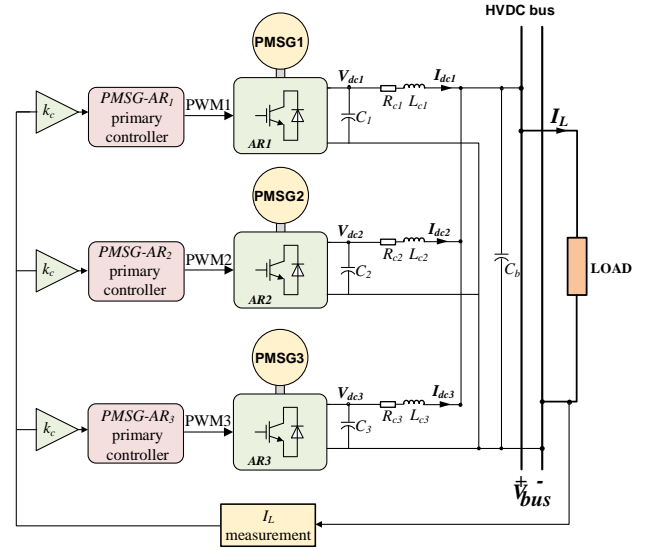 HVDC bus
PMSG1
k_c
PMSG-AR_1
primary
controller
PWM1
AR1
V_dc1
C_1
R_c1 L_c1
I_dc1
I_L
PMSG2
k_c
PMSG-AR_2
primary
controller
PWM2
AR2
V_dc2
C_2
R_c2 L_c2
I_dc2
C_b
LOAD
PMSG3
k_c
PMSG-AR_3
primary
controller
PWM3
AR3
V_dc3
C_3
R_c3 L_c3
I_dc3
+ -
V_bus
I_L
measurement